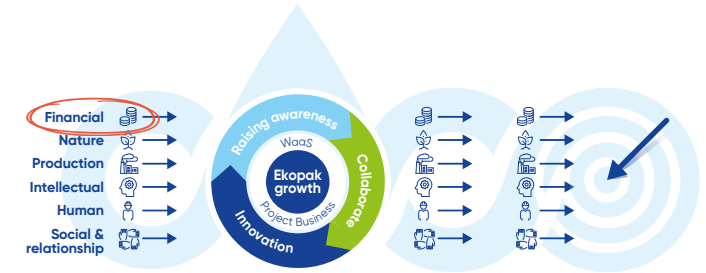 Financial
Nature
Production
Intellectual
Human
Social &
relationship
Raising awareness
WaaS
Collaborate
Ekopak
growth
Project Business
Innovation